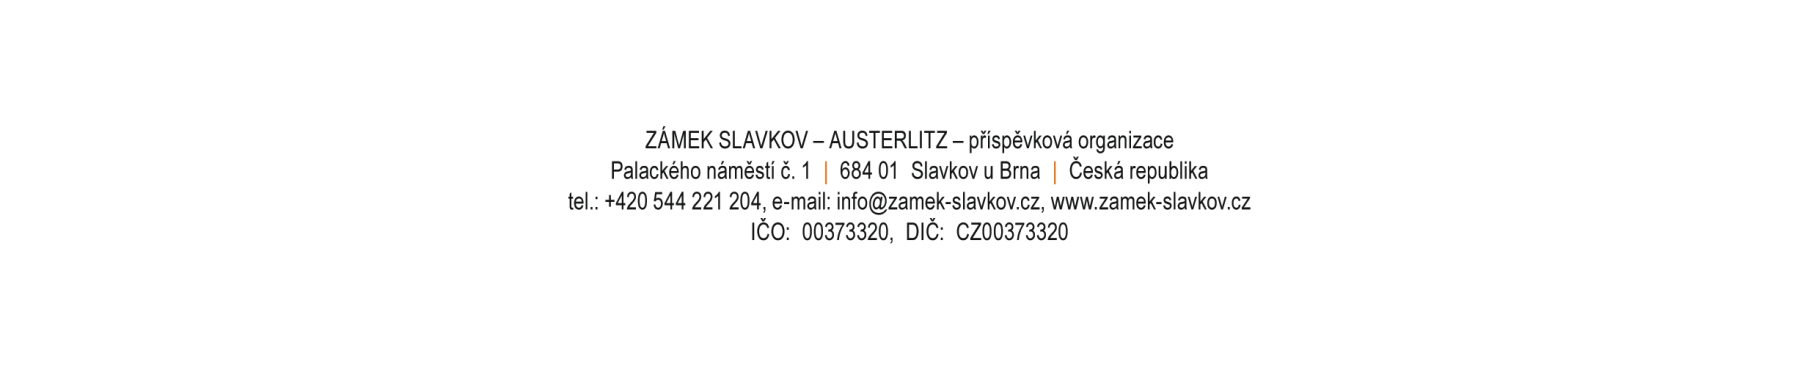 ZÁMEK SLAVKOV – AUSTERLITZ – příspěvková organizace
Palackého náměstí č. 1 | 684 01 Slavkov u Brna | Česká republika
tel.: +420 544 221 204, e-mail: info@zamek-slavkov.cz, www.zamek-slavkov.cz
IČO: 00373320, DIČ: CZ00373320